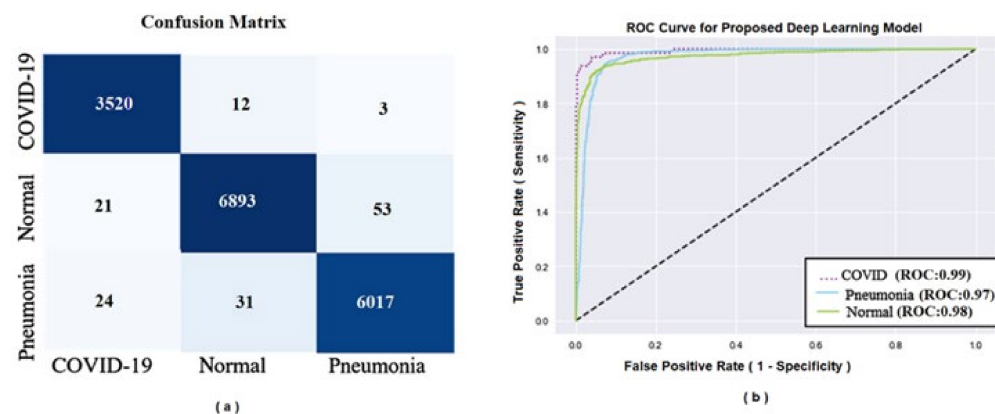 Confusion Matrix
COVID-19
3520 12 3
Normal
21 6893 53
Pneumonia
24 31 6017
COVID-19 Normal Pneumonia
( a )
ROC Curve for Proposed Deep Learning Model
True Positive Rate ( Sensitivity)
1.0
1.8
1.6
1.4
0.2
0.0
COVID (ROC:0.99)
Pneumonia (ROC:0.97)
Normal (ROC:0.98)
0.0 0.2 0.4 0.6 0.8 1.0
False Positive Rate ( 1 - Specificity )
( b )